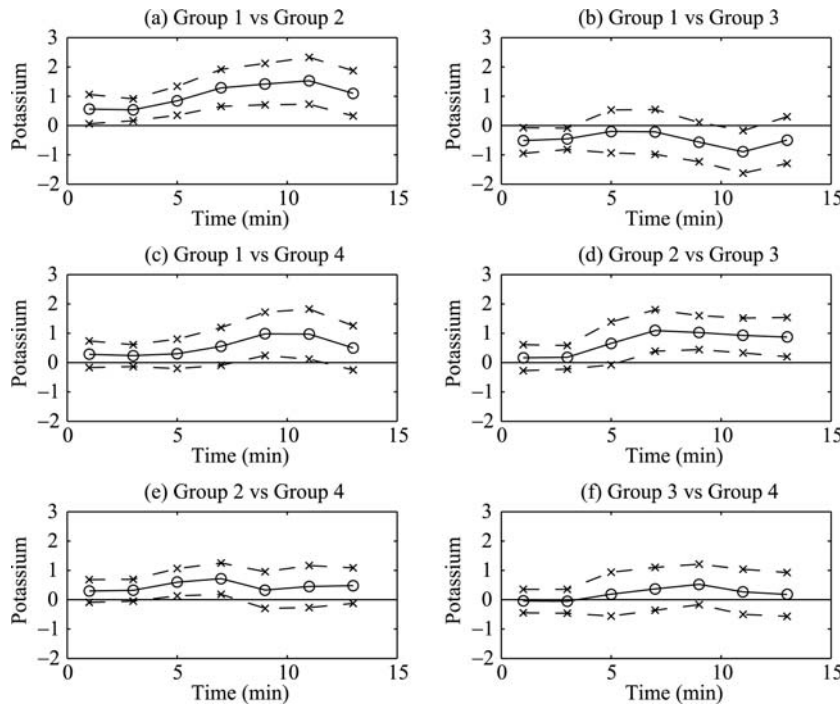 (a) Group 1 vs Group 2
3
2
1
0
−1
−2
Potassium
0 5 10 15
Time (min)
(b) Group 1 vs Group 3
3
2
1
0
−1
−2
Potassium
0 5 10 15
Time (min)
(c) Group 1 vs Group 4
3
2
1
0
−1
−2
Potassium
0 5 10 15
Time (min)
(d) Group 2 vs Group 3
3
2
1
0
−1
−2
Potassium
0 5 10 15
Time (min)
(e) Group 2 vs Group 4
3
2
1
0
−1
−2
Potassium
0 5 10 15
Time (min)
(f) Group 3 vs Group 4
3
2
1
0
−1
−2
Potassium
0 5 10 15
Time (min)